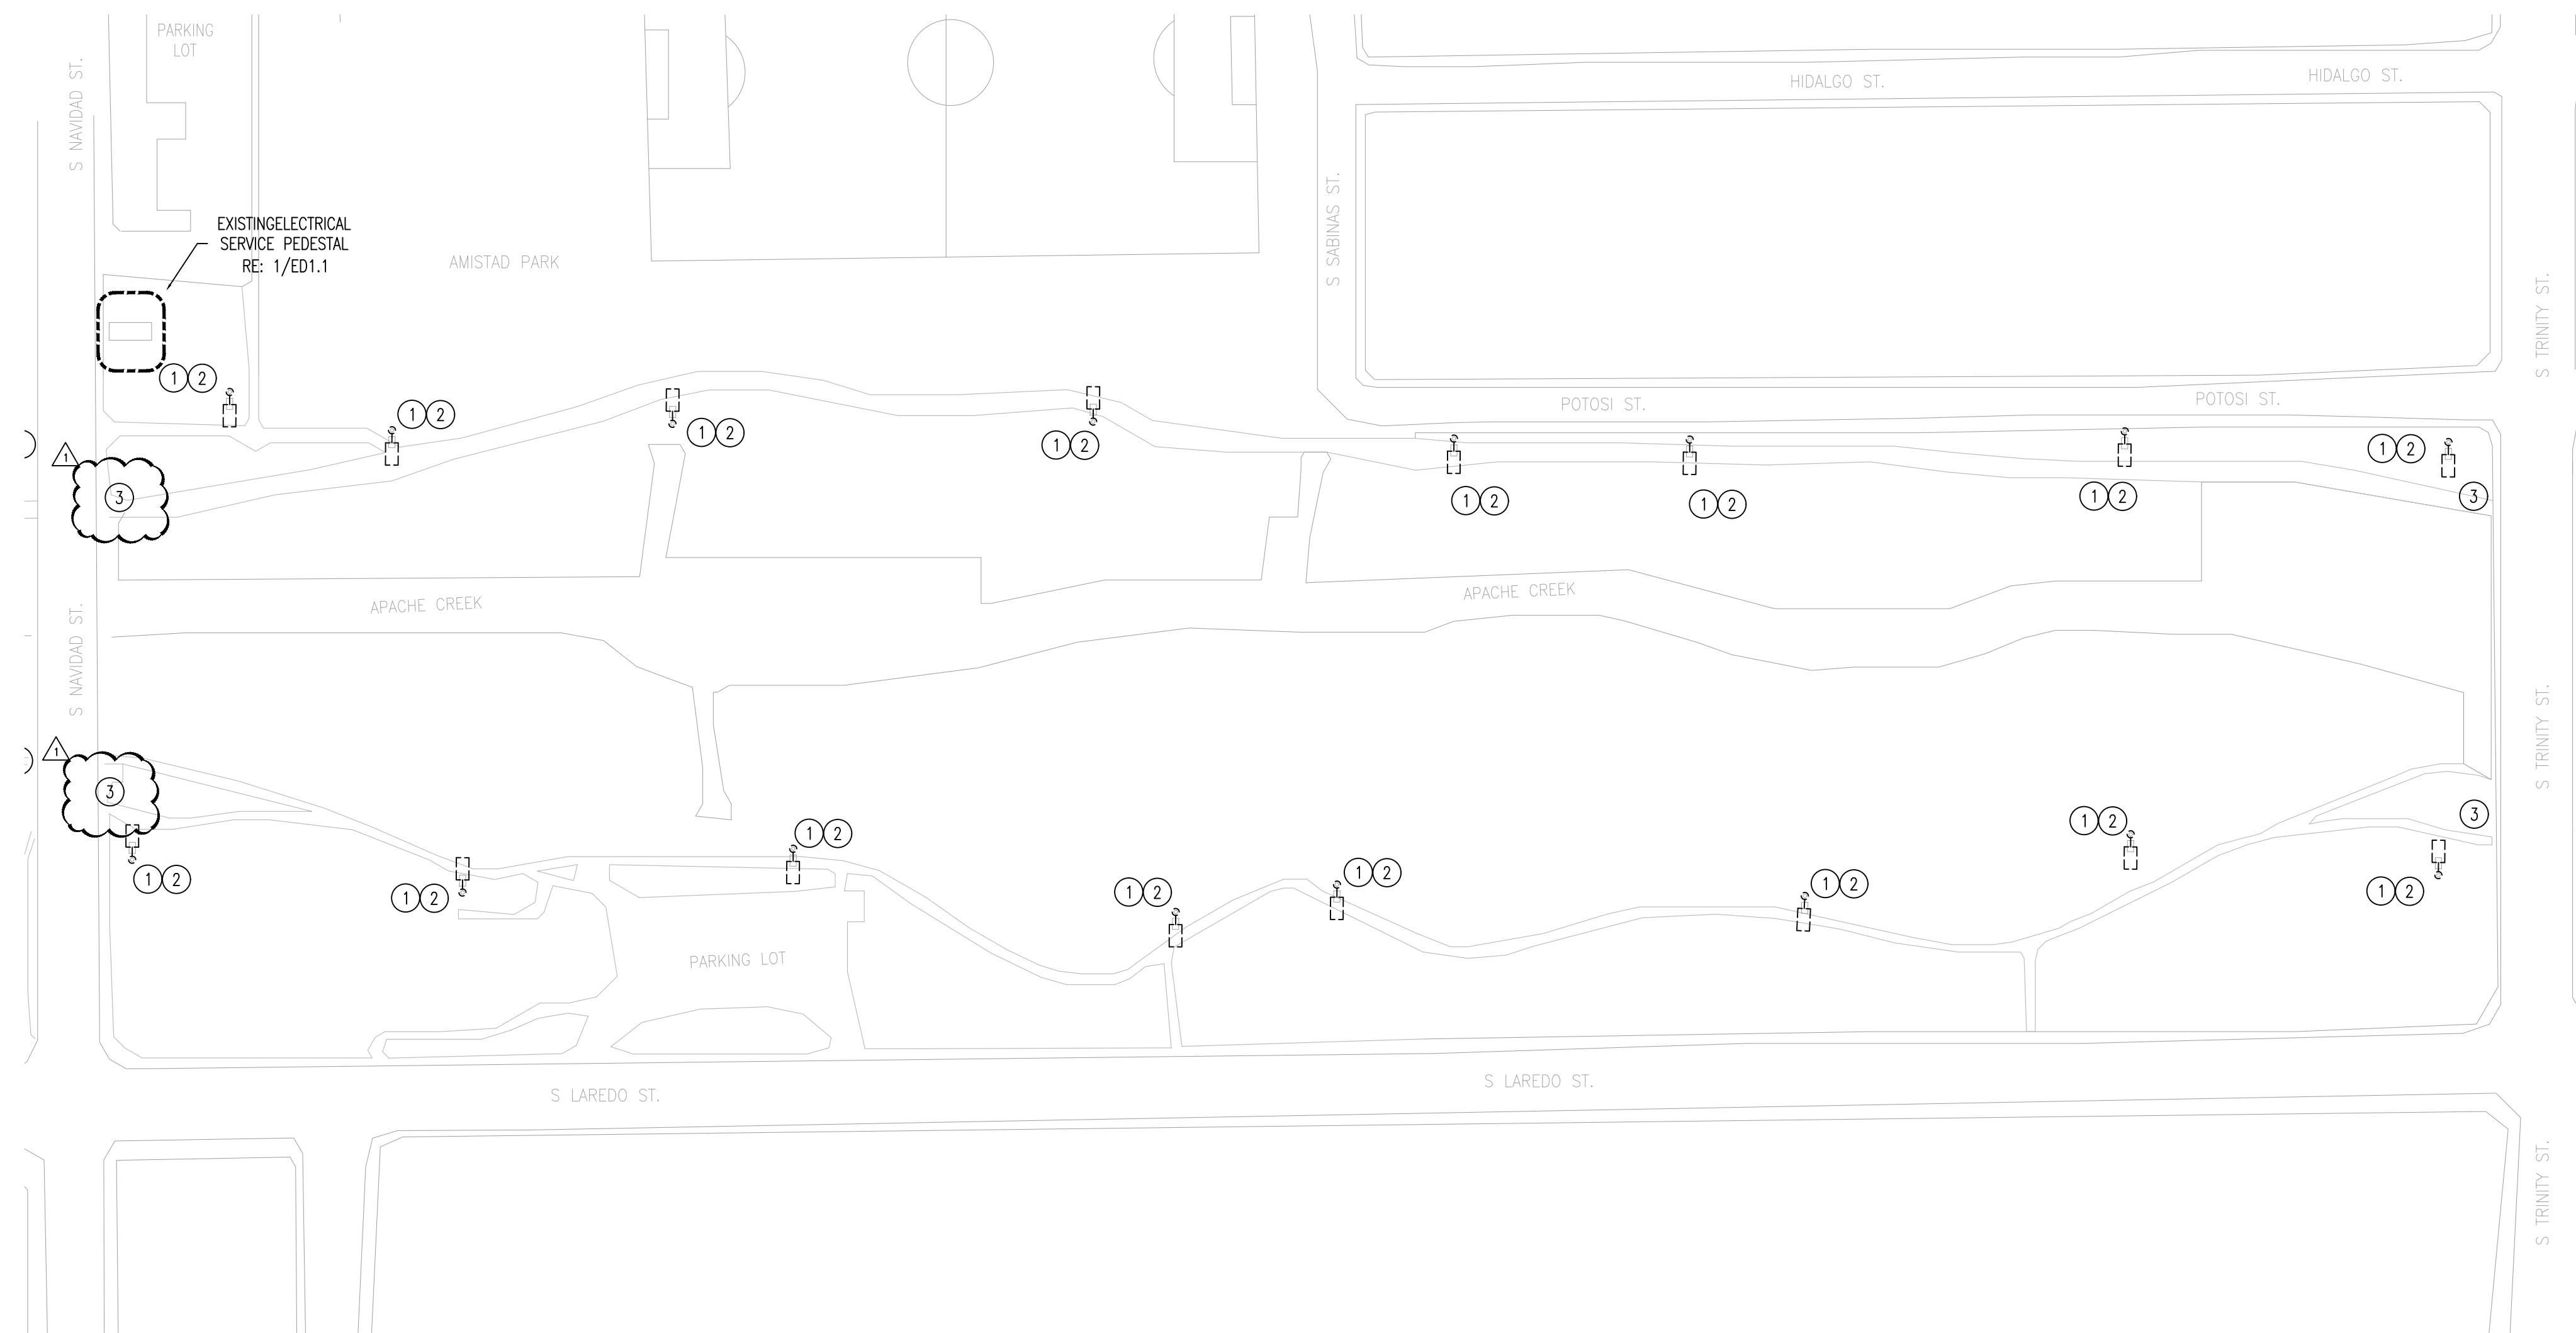 PARKING
LOT
S NAVIDAD ST.
HIDALGO ST.
HIDALGO ST.
EXISTINGELECTRICAL
SERVICE PEDESTAL
RE: 1/ED1.1
AMISTAD PARK
S SABINAS ST.
S TRINITY ST.
1 2
1 2
1 2
1 2
POTOSI ST.
POTOSI ST.
1
3
1 2
1 2
1 2
1 2
3
APACHE CREEK
APACHE CREEK
S NAVIDAD ST.
S TRINITY ST.
1
3
1 2
1 2
1 2
1 2
1 2
1 2
1 2
3
1 2
PARKING LOT
S LAREDO ST.
S LAREDO ST.
S TRINITY ST.